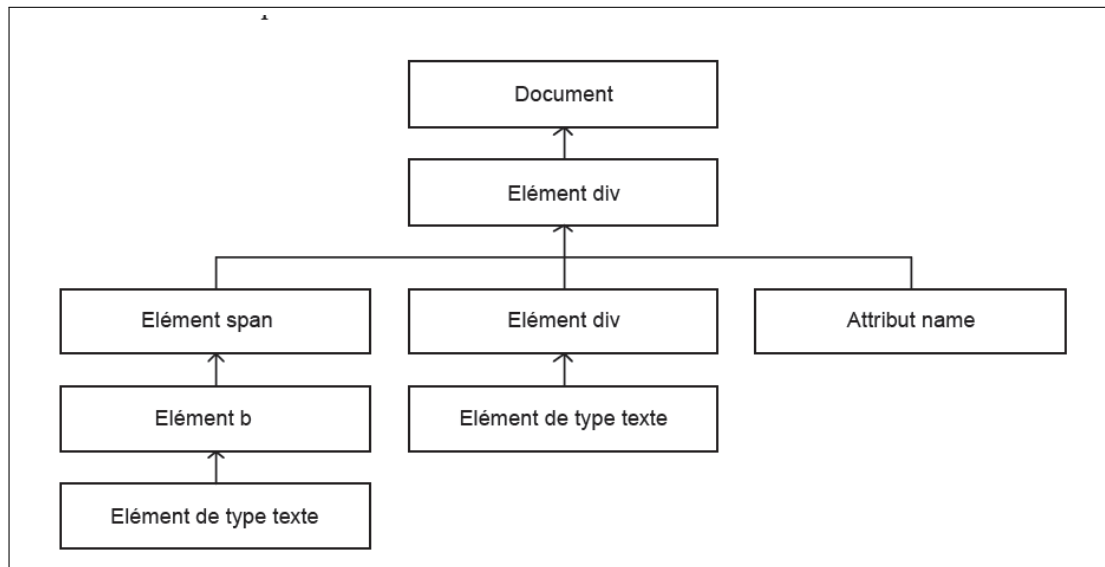 Document
Elément div
Elément span
Elément div
Attribut name
Elément b
Elément de type texte
Elément de type texte